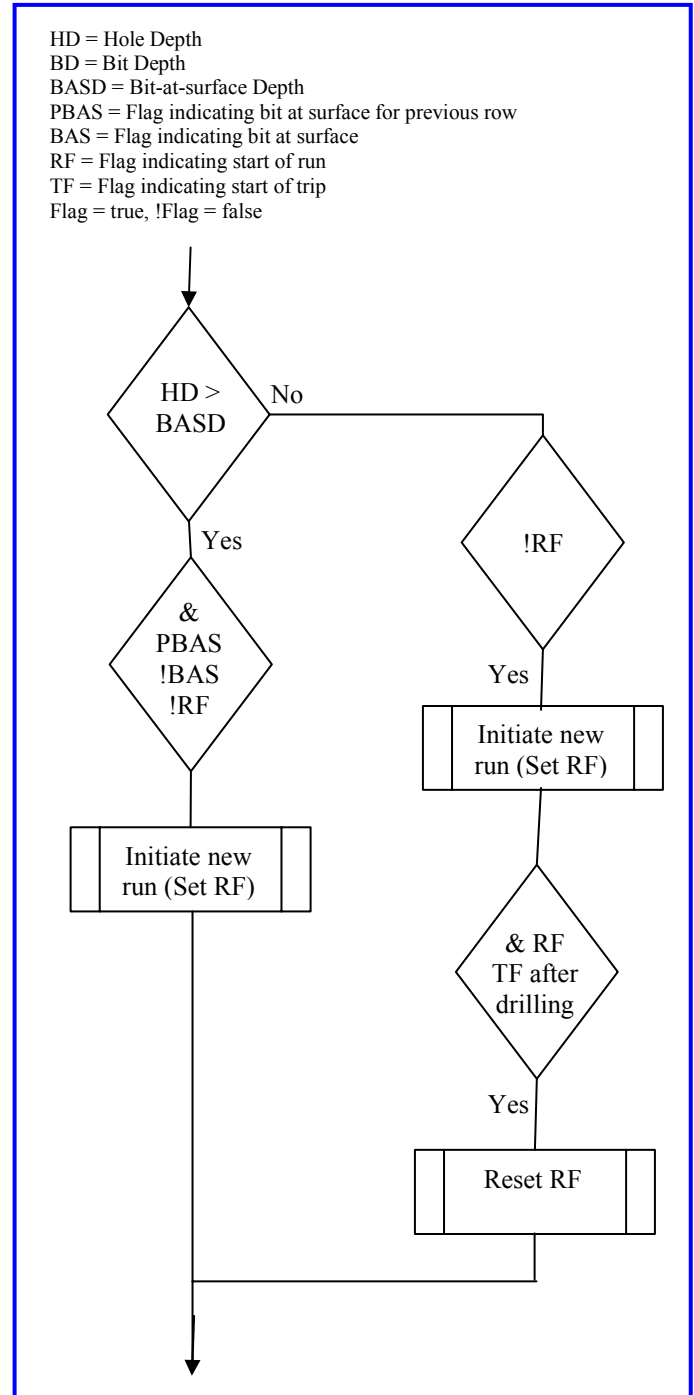 HD = Hole Depth
BD = Bit Depth
BASD = Bit-at-surface Depth
PBAS = Flag indicating bit at surface for previous row
BAS = Flag indicating bit at surface
RF = Flag indicating start of run
TF = Flag indicating start of trip
Flag = true, !Flag = false
HD >
BASD
No
Yes
!RF
&
PBAS
!BAS
!RF
Yes
Initiate new
run (Set RF)
Initiate new
run (Set RF)
& RF
TF after
drilling
Yes
Reset RF